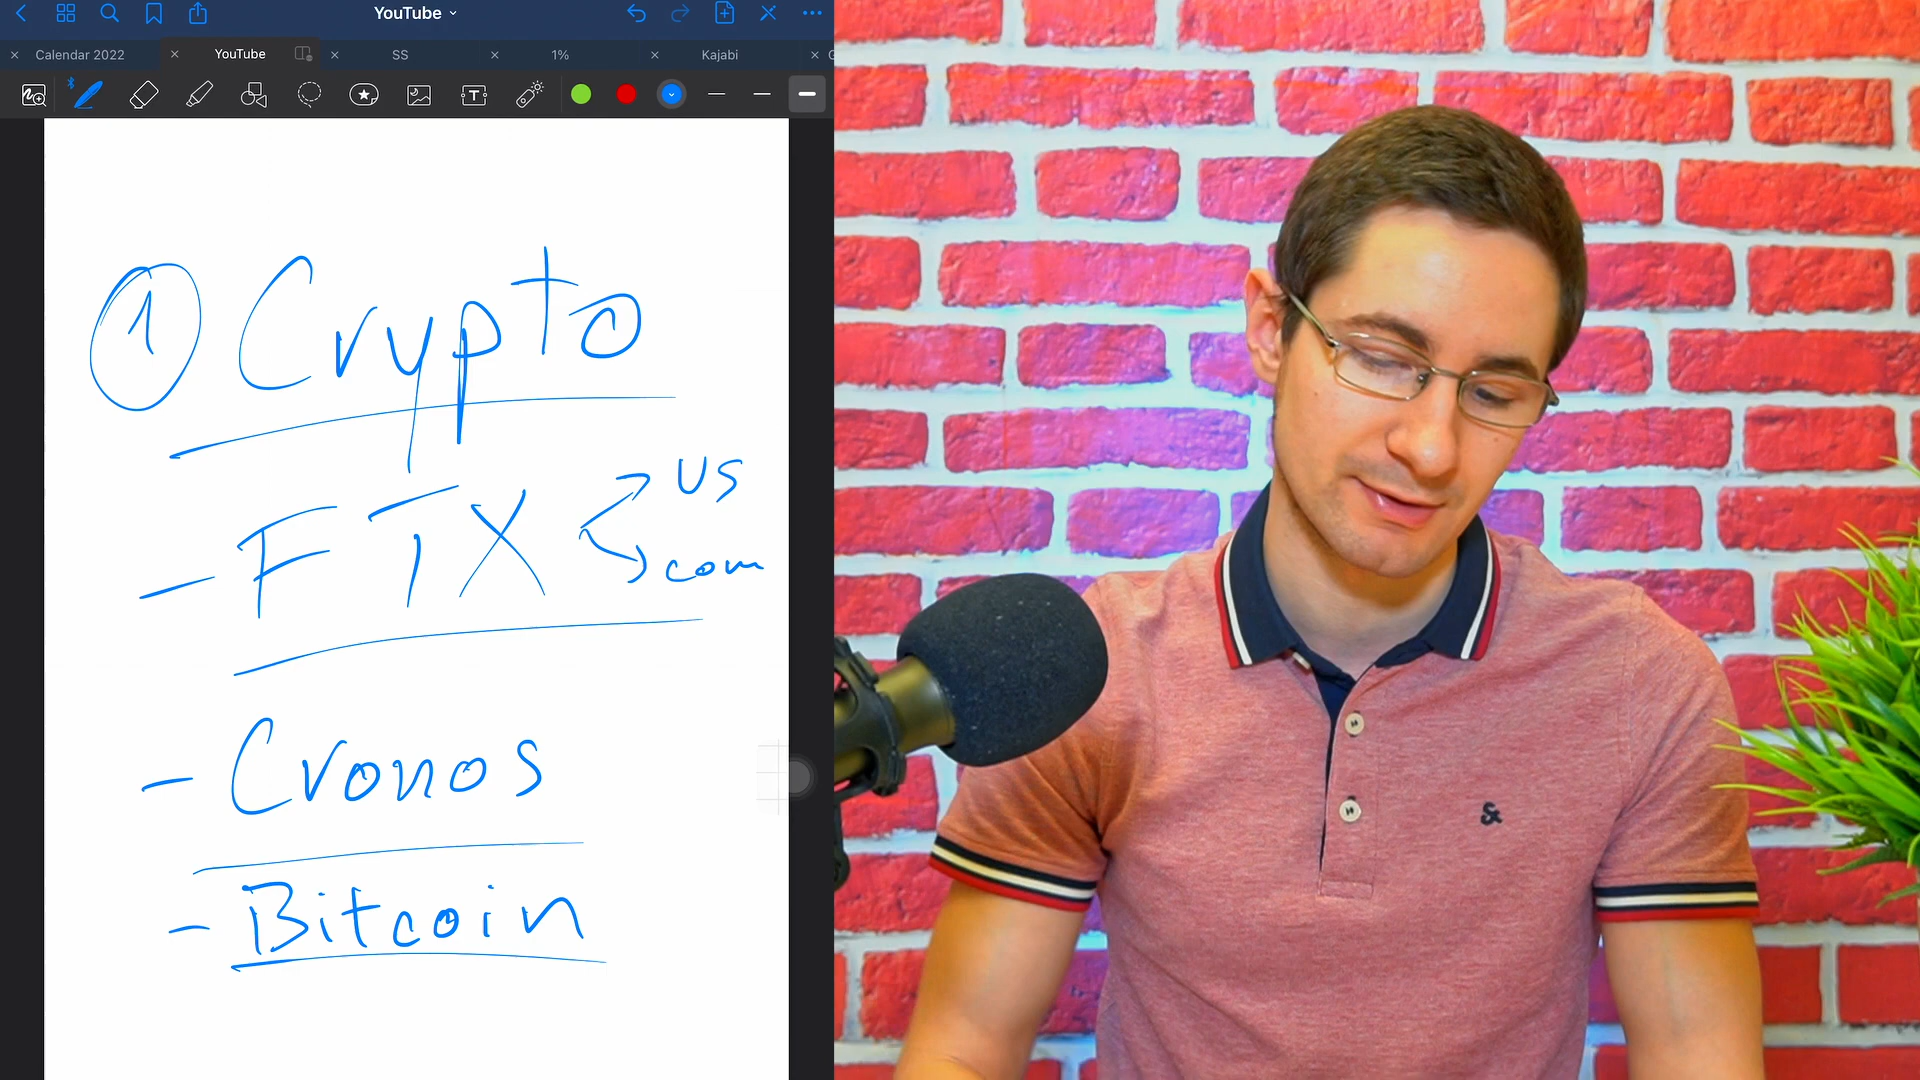 YouTube
Calendar 2022
YouTube
SS
1%
Kajabi
1 Crypto
- FTX
US
com
- Cronos
- Bitcoin
&